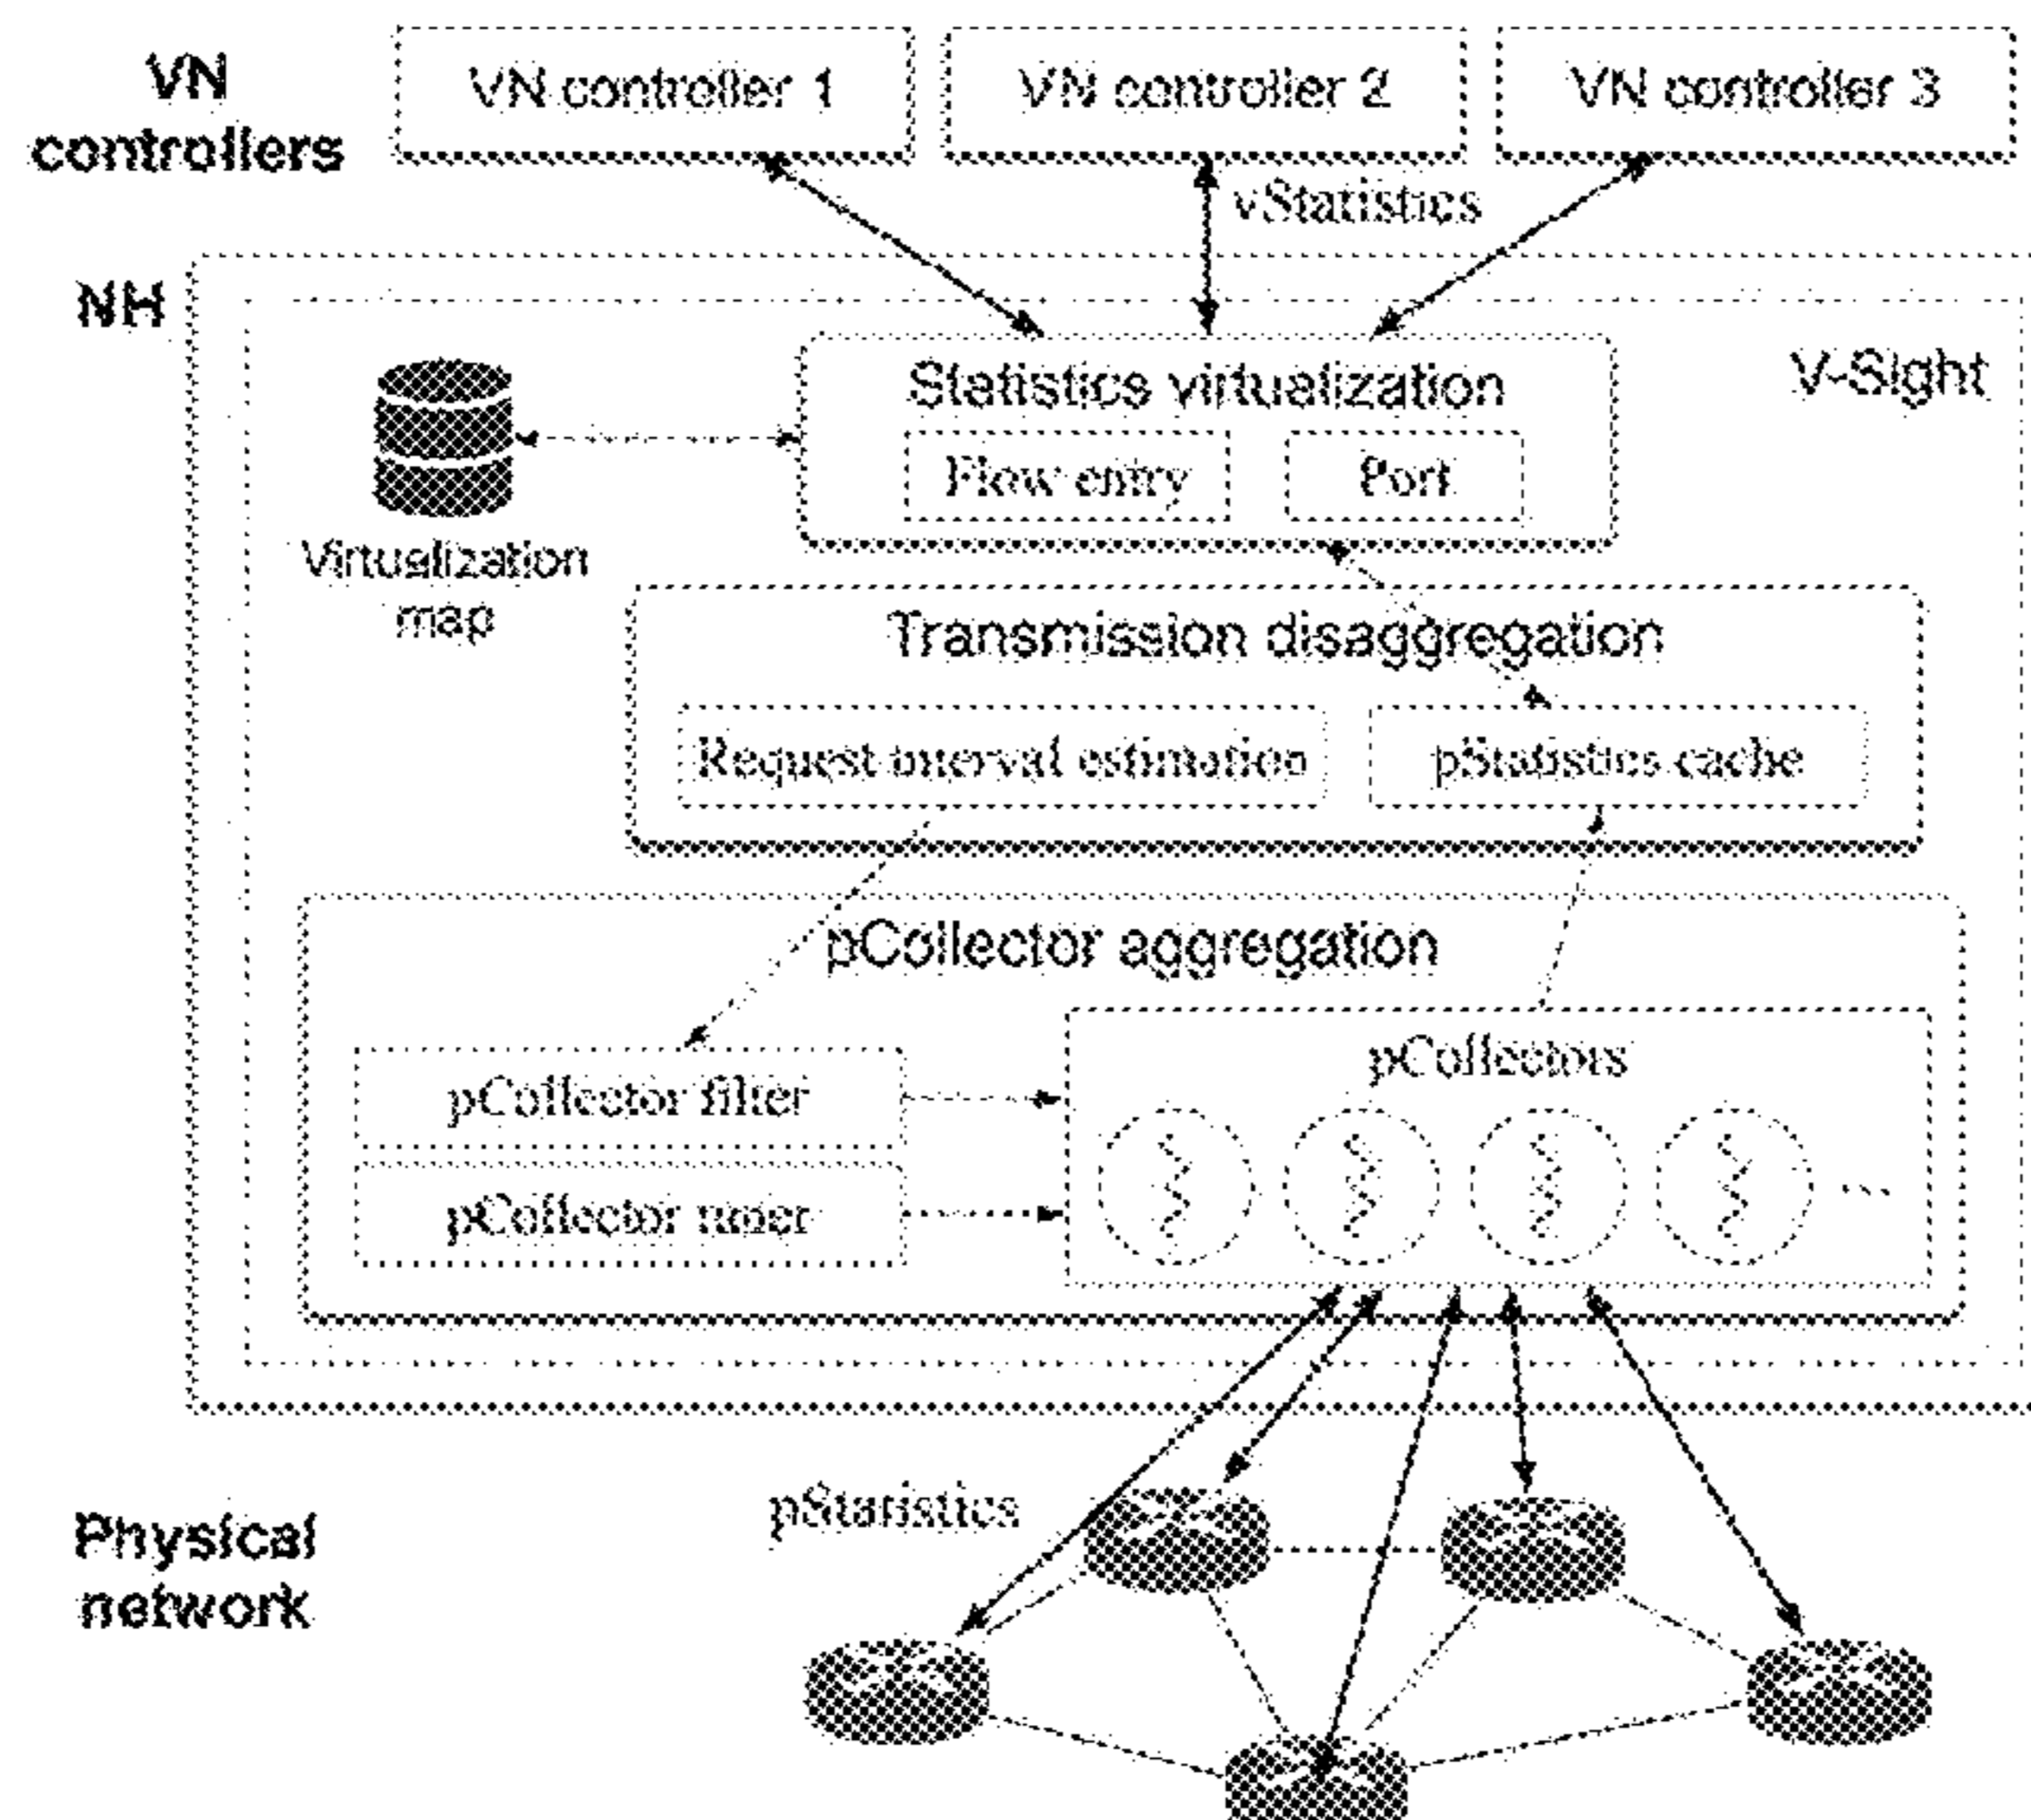 VN
controllers
VN controller 1
VN controller 2
VN controller 3
vStatistics
NH
V-Sight
Statistics virtualization
Flow entry
Port
Virtualization
map
Transmission disaggregation
Request interval estimation
pStatistics cache
pCollector aggregation
pCollector filter
pCollector timer
pCollectors
pStatistics
Physical
network